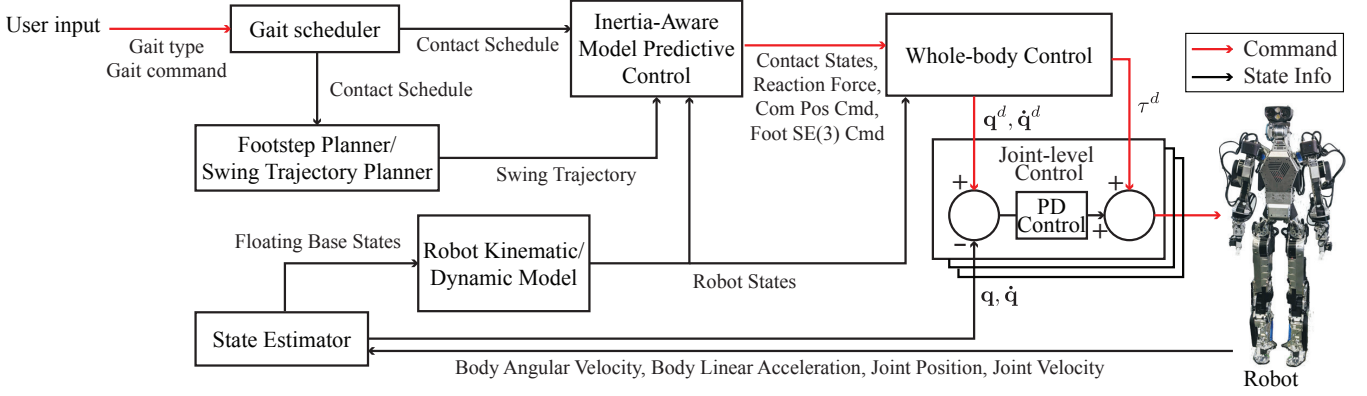 User input
Gait type
Gait command
Gait scheduler
Contact Schedule
Contact Schedule
Inertia-Aware
Model Predictive
Control
Contact States,
Reaction Force,
Com Pos Cmd,
Foot SE(3) Cmd
Whole-body Control
Command
State Info
Footstep Planner/
Swing Trajectory Planner
Swing Trajectory
q^d, q̇^d
τ^d
Joint-level
Control
+
−
PD
Control
+
+
Floating Base States
Robot Kinematic/
Dynamic Model
Robot States
q, q̇
State Estimator
Body Angular Velocity, Body Linear Acceleration, Joint Position, Joint Velocity
Robot